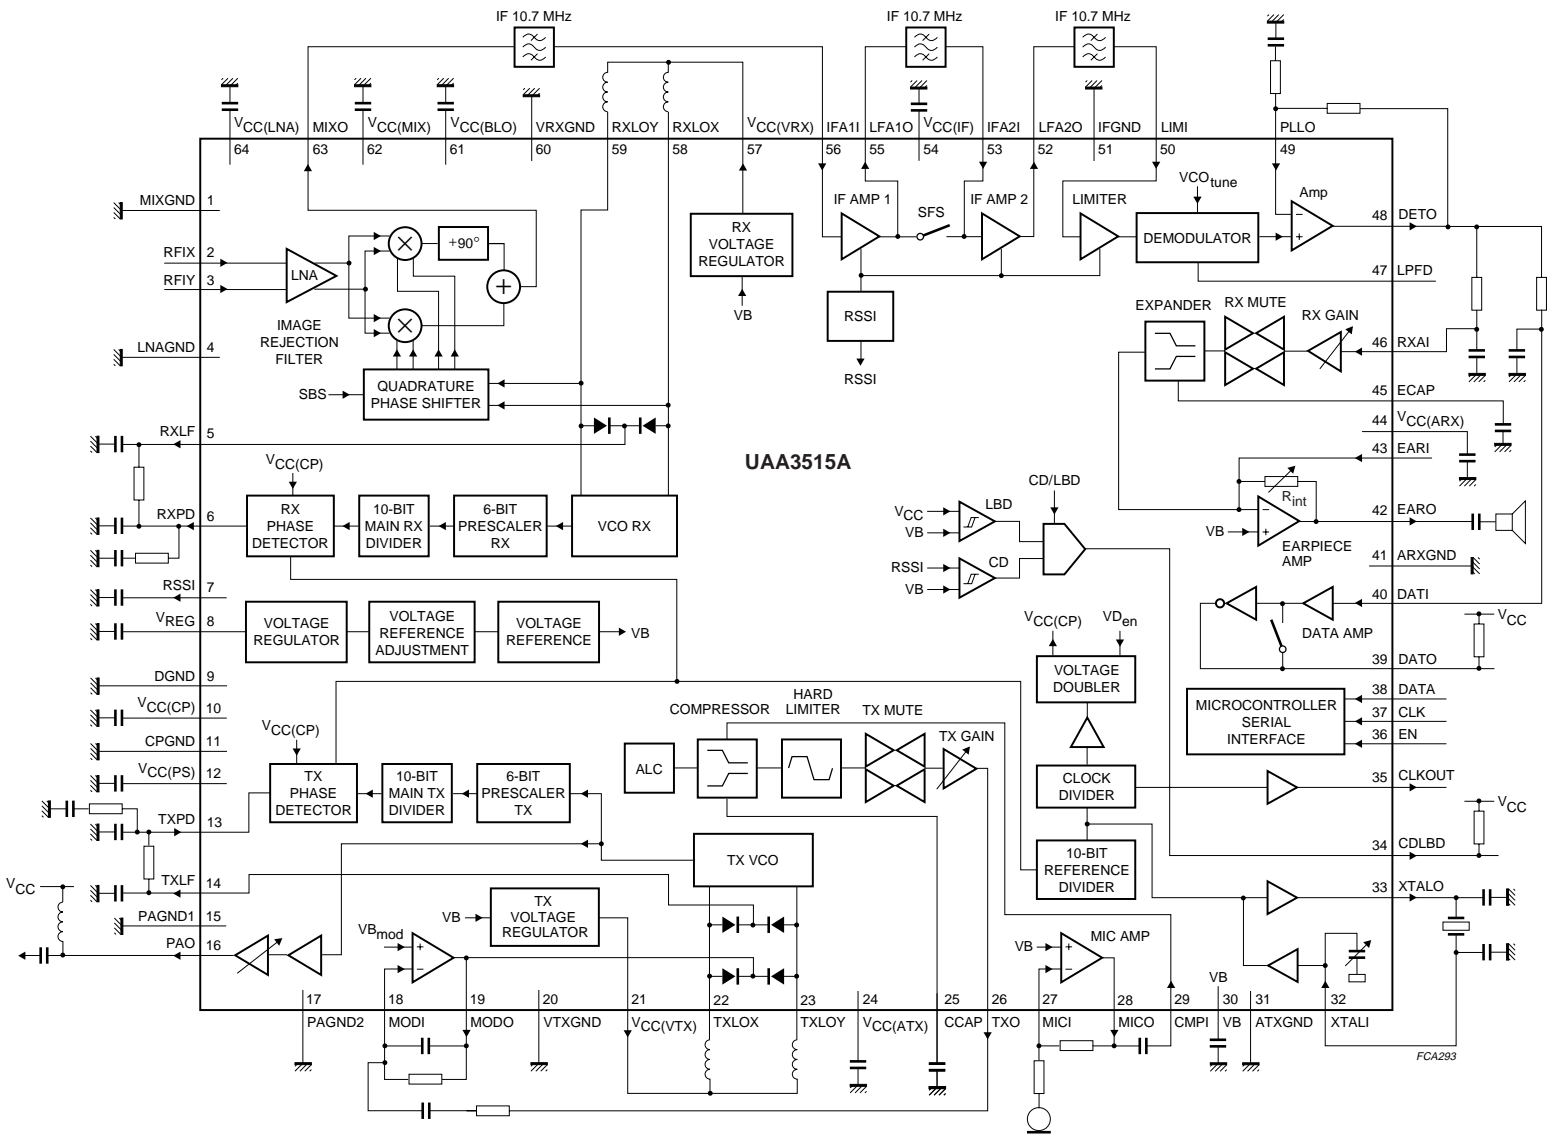 IF 10.7 MHz
IF 10.7 MHz
IF 10.7 MHz
VCC(LNA)
MIXO
VCC(MIX)
VCC(BLO)
VRXGND
RXLOY
RXLOX
VCC(VRX)
IFA1I
LFA1O
VCC(IF)
IFA2I
LFA2O
IFGND
LIMI
PLLO
64
63
62
61
60
59
58
57
56
55
54
53
52
51
50
49
MIXGND
1
RFIX
2
RFIY
3
LNA
+90°
IMAGE
REJECTION
FILTER
LNAGND
4
SBS
QUADRATURE
PHASE SHIFTER
RX
VOLTAGE
REGULATOR
VB
IF AMP 1
SFS
IF AMP 2
LIMITER
VCOtune
DEMODULATOR
Amp
−
+
RSSI
RSSI
48
DETO
47
LPFD
EXPANDER
RX MUTE
RX GAIN
46
RXAI
45
ECAP
44
VCC(ARX)
43
EARI
RXLF
5
UAA3515A
VCC(CP)
RXPD
6
RX
PHASE
DETECTOR
10-BIT
MAIN RX
DIVIDER
6-BIT
PRESCALER
RX
VCO RX
VCC
VB
LBD
CD/LBD
RSSI
VB
CD
Rint
−
VB
+
EARPIECE
AMP
42
EARO
41
ARXGND
RSSI
7
VREG
8
VOLTAGE
REGULATOR
VOLTAGE
REFERENCE
ADJUSTMENT
VOLTAGE
REFERENCE
VB
40
DATI
DATA AMP
VCC
39
DATO
DGND
9
VCC(CP)
10
CPGND
11
VCC(PS)
12
VCC(CP)
VDen
VOLTAGE
DOUBLER
MICROCONTROLLER
SERIAL
INTERFACE
38
DATA
37
CLK
36
EN
VCC(CP)
TX
PHASE
DETECTOR
10-BIT
MAIN TX
DIVIDER
6-BIT
PRESCALER
TX
ALC
COMPRESSOR
HARD
LIMITER
TX MUTE
TX GAIN
CLOCK
DIVIDER
35
CLKOUT
VCC
TXPD
13
TX VCO
10-BIT
REFERENCE
DIVIDER
34
CDLBD
TXLF
14
VCC
33
XTALO
PAGND1
15
PAO
16
VBmod
+
−
VB
TX
VOLTAGE
REGULATOR
VB
+
−
MIC AMP
VB
17
18
19
20
21
22
23
24
25
26
27
28
29
30
31
32
PAGND2
MODI
MODO
VTXGND
VCC(VTX)
TXLOX
TXLOY
VCC(ATX)
CCAP
TXO
MICI
MICO
CMPI
VB
ATXGND
XTALI
FCA293